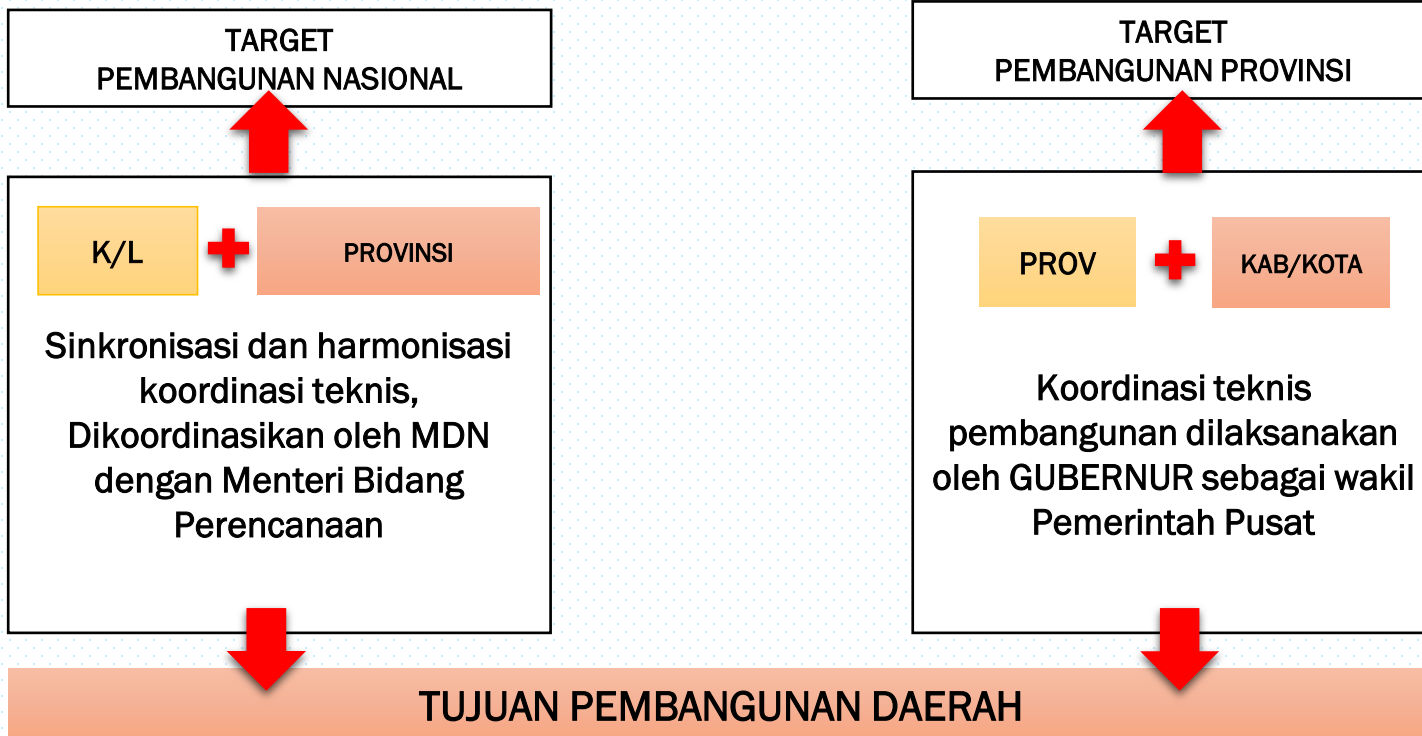 TARGET
PEMBANGUNAN NASIONAL
K/L
PROVINSI
Sinkronisasi dan harmonisasi
koordinasi teknis,
Dikoordinasikan oleh MDN
dengan Menteri Bidang
Perencanaan
TARGET
PEMBANGUNAN PROVINSI
PROV
KAB/KOTA
Koordinasi teknis
pembangunan dilaksanakan
oleh GUBERNUR sebagai wakil
Pemerintah Pusat
TUJUAN PEMBANGUNAN DAERAH